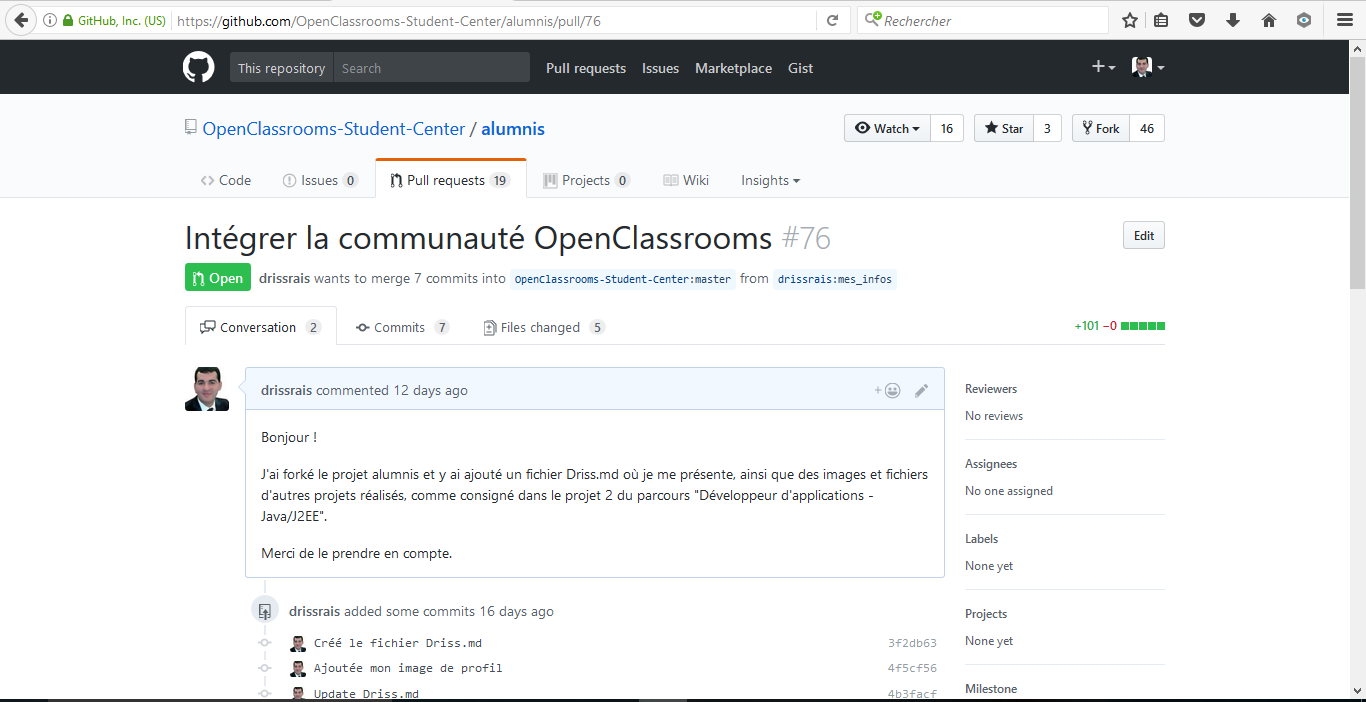 GitHub, Inc. (US) https://github.com/OpenClassrooms-Student-Center/alumnis/pull/76 Rechercher
This repository Search Pull requests Issues Marketplace Gist
OpenClassrooms-Student-Center / alumnis Watch 16 Star 3 Fork 46
Code Issues 0 Pull requests 19 Projects 0 Wiki Insights
Intégrer la communauté OpenClassrooms #76 Edit
Open drissrais wants to merge 7 commits into OpenClassrooms-Student-Center:master from drissrais:mes_infos
Conversation 2 Commits 7 Files changed 5 +101 −0
drissrais commented 12 days ago
Bonjour !
J'ai forké le projet alumnis et y ai ajouté un fichier Driss.md où je me présente, ainsi que des images et fichiers
d'autres projets réalisés, comme consigné dans le projet 2 du parcours "Développeur d'applications -
Java/J2EE".
Merci de le prendre en compte.
drissrais added some commits 16 days ago
Créé le fichier Driss.md 3f2db63
Ajoutée mon image de profil 4f5cf56
Update Driss.md 4b3facf
Reviewers
No reviews
Assignees
No one assigned
Labels
None yet
Projects
None yet
Milestone